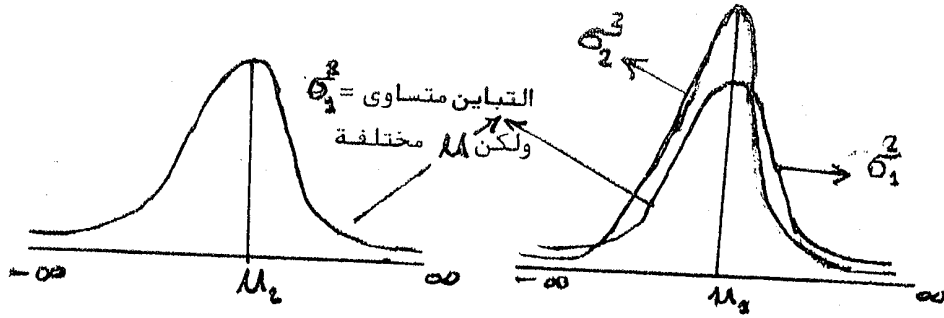 σ₂²
التباين متساوى = σ₁²
ولكن μ مختلفة
σ₁²
-∞ μ₂ ∞
-∞ μ₁ ∞